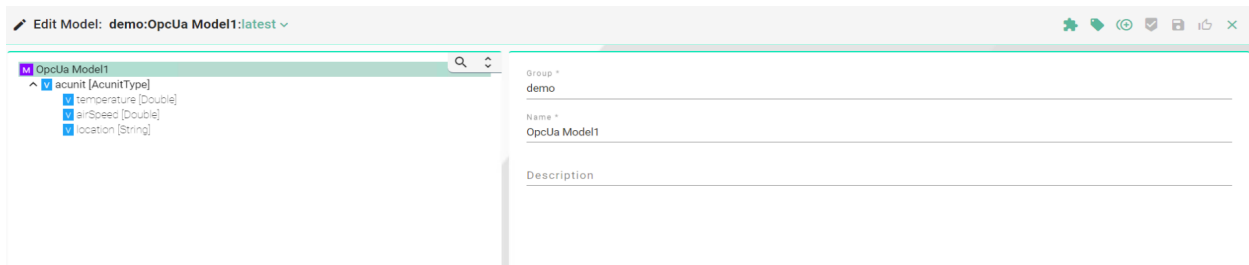 Edit Model: demo:OpcUa Model1:latest
M OpcUa Model1
V acunit [AcunitType]
V temperature [Double]
V airSpeed [Double]
V location [String]
Group *
demo
Name *
OpcUa Model1
Description